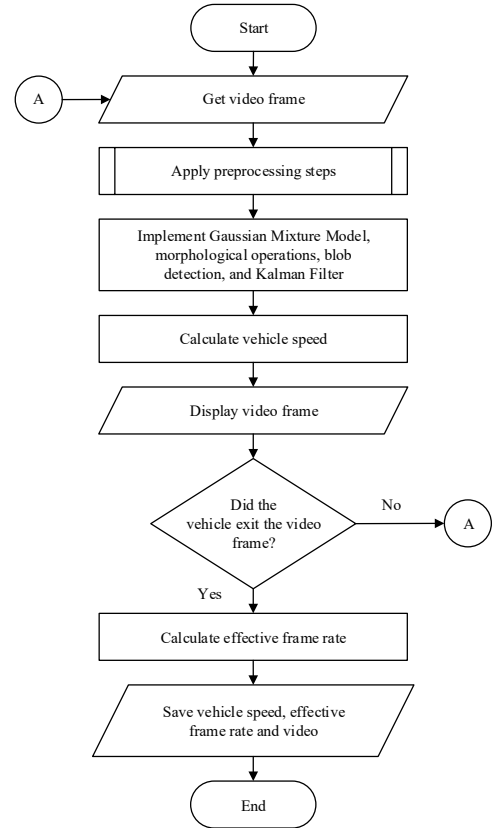 Start
A
Get video frame
Apply preprocessing steps
Implement Gaussian Mixture Model,
morphological operations, blob
detection, and Kalman Filter
Calculate vehicle speed
Display video frame
Did the
vehicle exit the video
frame?
No
A
Yes
Calculate effective frame rate
Save vehicle speed, effective
frame rate and video
End